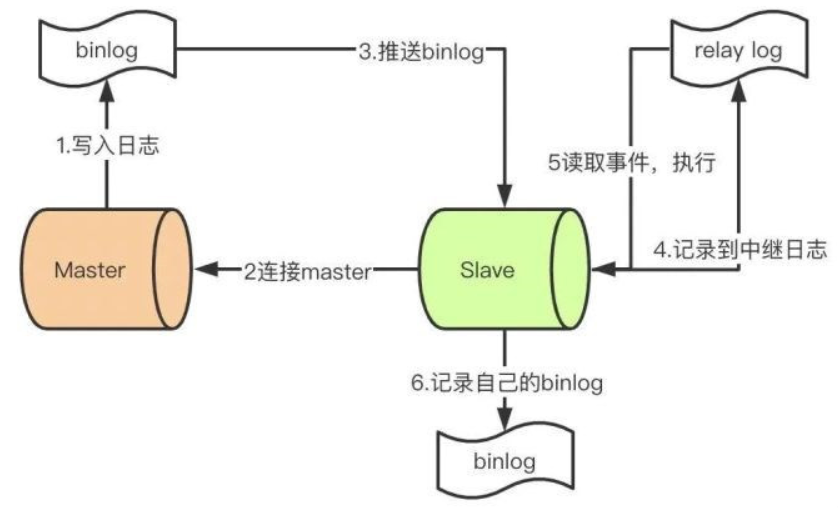 binlog
3.推送binlog
relay log
1.写入日志
5读取事件，执行
4.记录到中继日志
Master
2连接master
Slave
6.记录自己的binlog
binlog